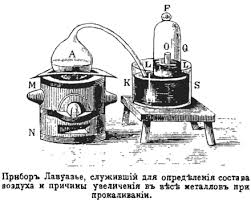 F
A
O
K
L
L
S
M
N
Приборъ Лавуазье, служившій для опредѣленія состава
воздуха и причины увеличенія въ вѣсѣ металловъ при
прокаливаніи.